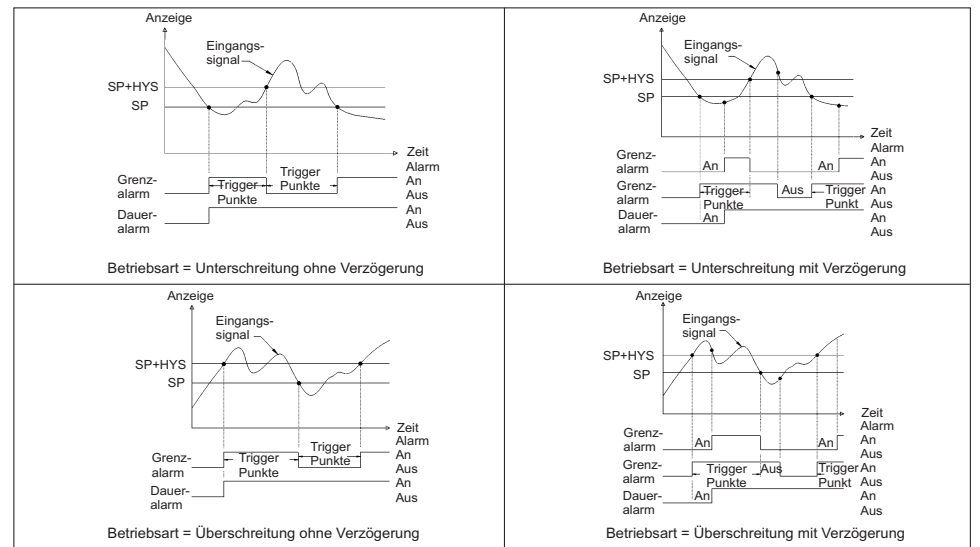 Anzeige
Eingangs-
signal
SP+HYS
SP
Zeit
Alarm
Grenz-
alarm
Trigger
Punkte
Trigger
Punkte
An
Aus
Dauer-
alarm
An
Aus
Betriebsart = Unterschreitung ohne Verzögerung
Anzeige
Eingangs-
signal
SP+HYS
SP
Zeit
Alarm
Grenz-
alarm
An
An
An
Aus
Grenz-
alarm
Trigger
Punkte
Aus
Trigger
Punkt
An
Aus
Dauer-
alarm
An
An
Aus
Betriebsart = Unterschreitung mit Verzögerung
Anzeige
Eingangs-
signal
SP+HYS
SP
Zeit
Alarm
Grenz-
alarm
Trigger
Punkte
Trigger
Punkte
An
Aus
Dauer-
alarm
An
Aus
Betriebsart = Überschreitung ohne Verzögerung
Anzeige
Eingangs-
signal
SP+HYS
SP
Zeit
Alarm
Grenz-
alarm
An
An
An
Aus
Grenz-
alarm
Trigger
Punkte
Aus
Trigger
Punkt
An
Aus
Dauer-
alarm
An
An
Aus
Betriebsart = Überschreitung mit Verzögerung